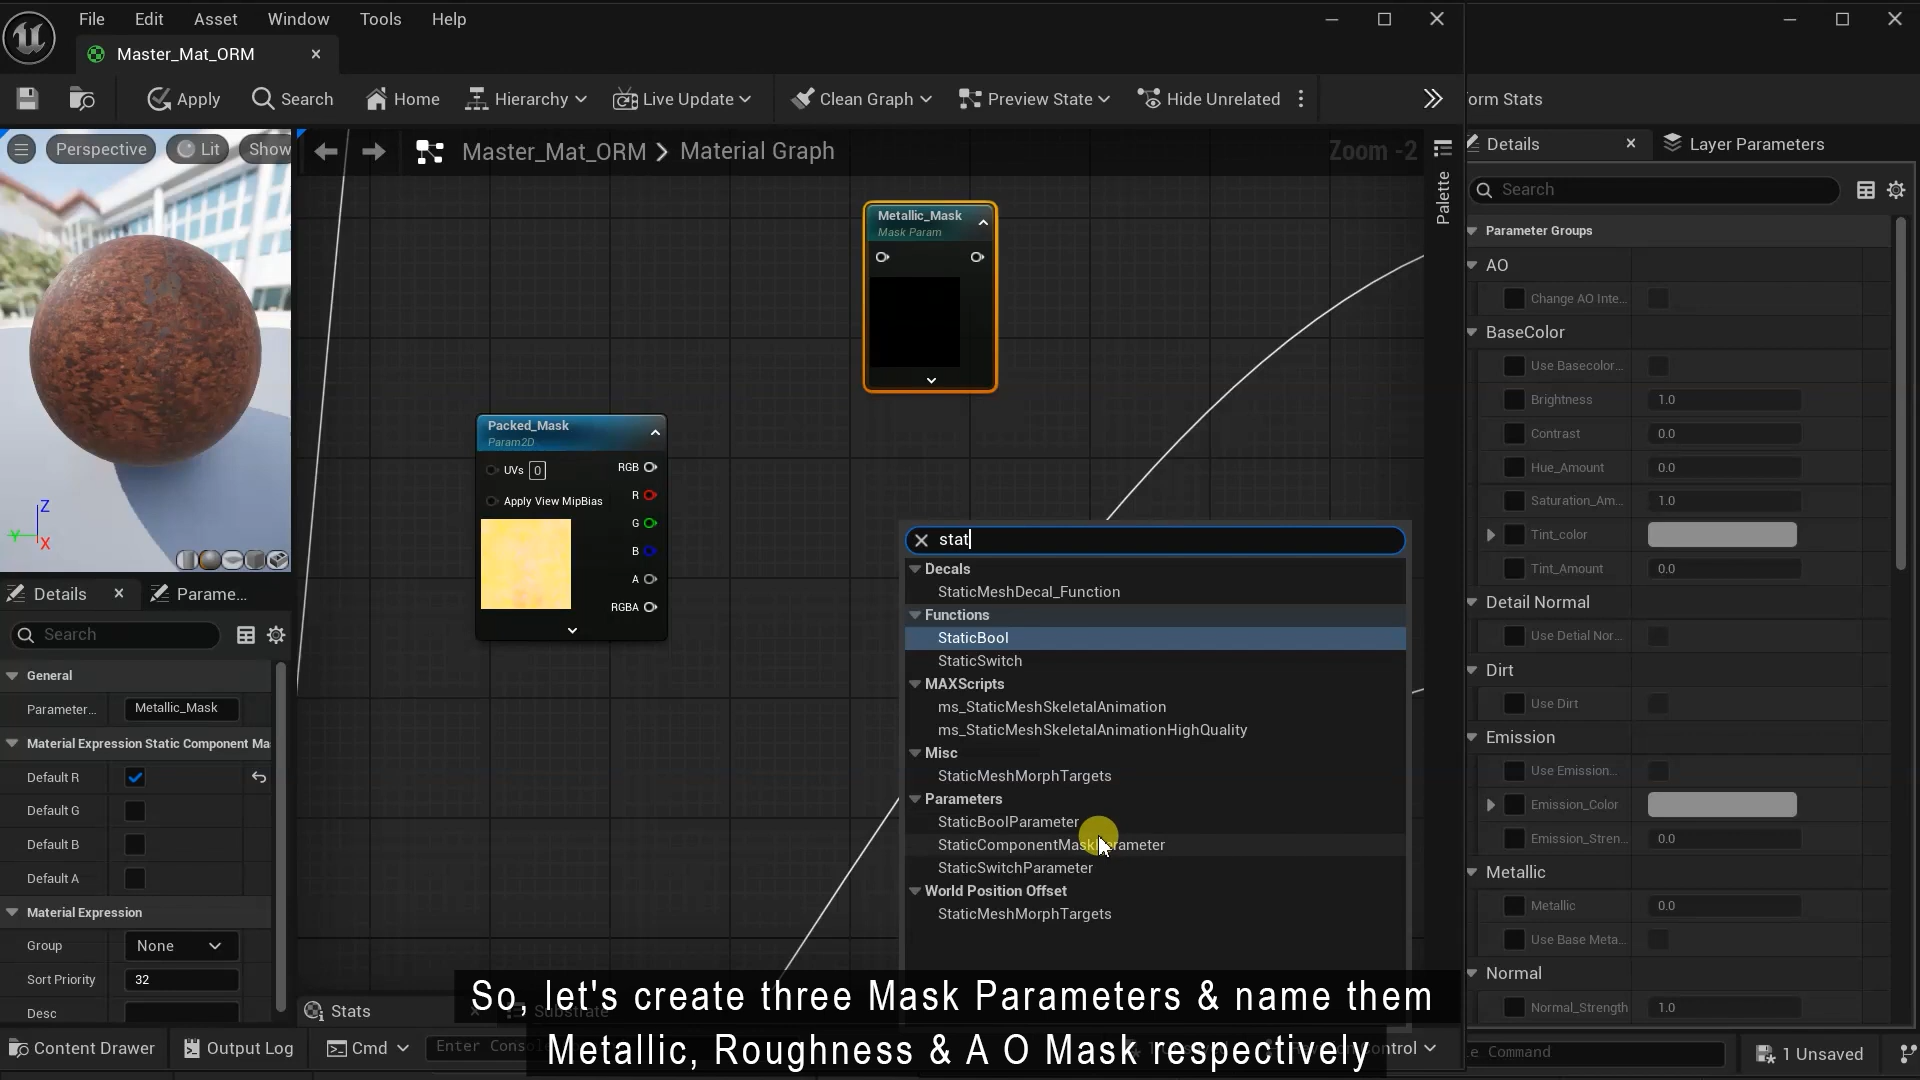 File Edit Window Tools Help
Master_Mat_ORM
Apply Search Home Hierarchy Live Update Clean Graph Preview State Hide Unrelated
orm Stats
Perspective Lit Show
Master_Mat_ORM > Material Graph
Zoom -2
Palette
Details Layer Parameters
Search
Parameter Groups
AO
Change AO Inte...
BaseColor
Use Basecolor...
Brightness 1.0
Contrast 0.0
Hue_Amount 0.0
Saturation_Am... 1.0
Tint_color
Tint_Amount 0.0
Detail Normal
Use Detial Nor...
Dirt
Use Dirt
Emission
Use Emission...
Emission_Color
Emission_Stren... 0.0
Metallic
Metallic 0.0
Use Base Meta...
Normal
Normal_Strength 1.0
Metallic_Mask
Mask Param
Packed_Mask
Param2D
UVs 0 RGB
Apply View MipBias R
G
B
A
RGBA
Z
Y
X
stat
Decals
StaticMeshDecal_Function
Functions
StaticBool
StaticSwitch
MAXScripts
ms_StaticMeshSkeletalAnimation
ms_StaticMeshSkeletalAnimationHighQuality
Misc
StaticMeshMorphTargets
Parameters
StaticBoolParameter
StaticComponentMaskParameter
StaticSwitchParameter
World Position Offset
StaticMeshMorphTargets
Details Parame...
Search
General
Parameter... Metallic_Mask
Material Expression Static Component Ma
Default R
Default G
Default B
Default A
Material Expression
Group None
Sort Priority 32
Desc
Stats Substrate
So, let's create three Mask Parameters & name them
Metallic, Roughness & A O Mask respectively
Content Drawer Output Log Cmd Enter Cons
1 Unsaved